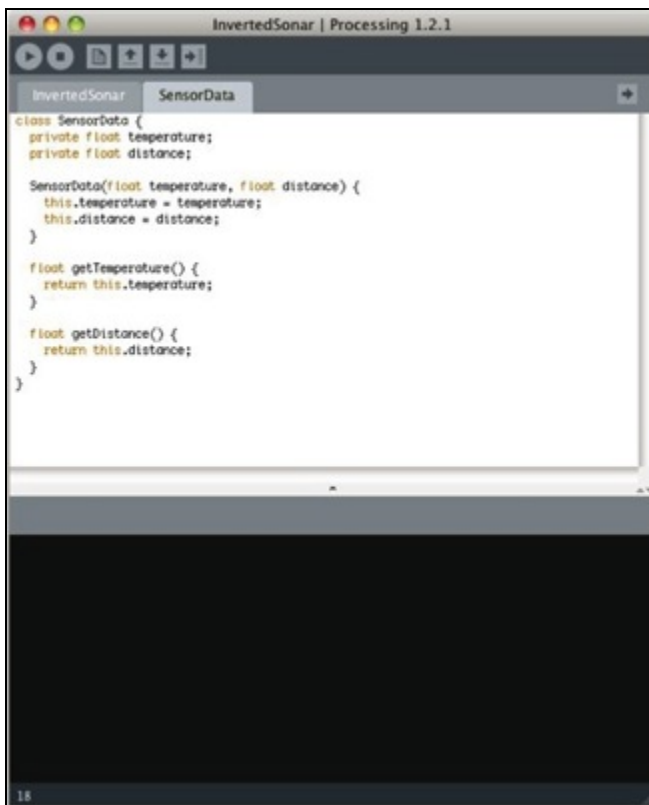 InvertedSonar | Processing 1.2.1
InvertedSonar SensorData
class SensorData {
  private float temperature;
  private float distance;

  SensorData(float temperature, float distance) {
    this.temperature = temperature;
    this.distance = distance;
  }

  float getTemperature() {
    return this.temperature;
  }

  float getDistance() {
    return this.distance;
  }
}
18